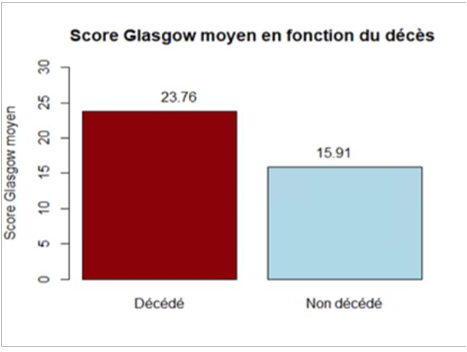 Score Glasgow moyen en fonction du décès
Score Glasgow moyen
30
25
20
15
10
5
0
23.76
15.91
Décédé
Non décédé